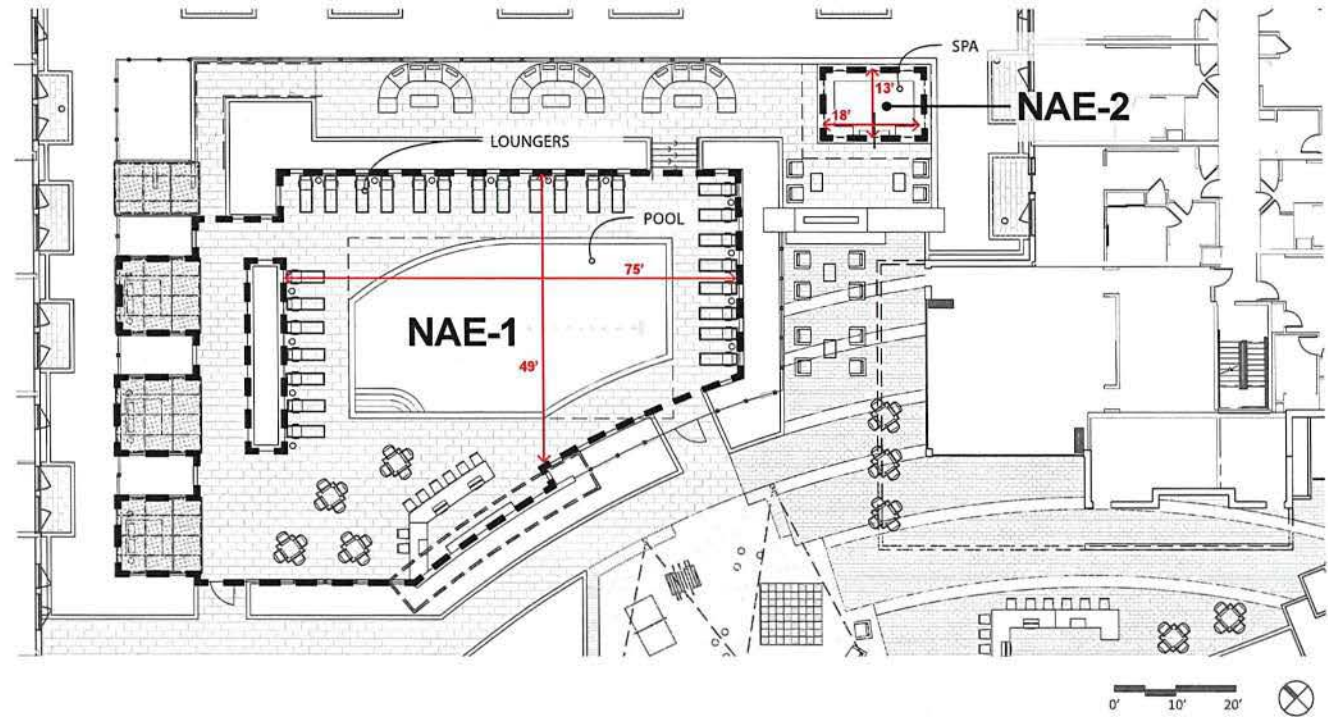 SPA
13'
18'
NAE-2
LOUNGERS
POOL
75'
NAE-1
49'
0' 10' 20'